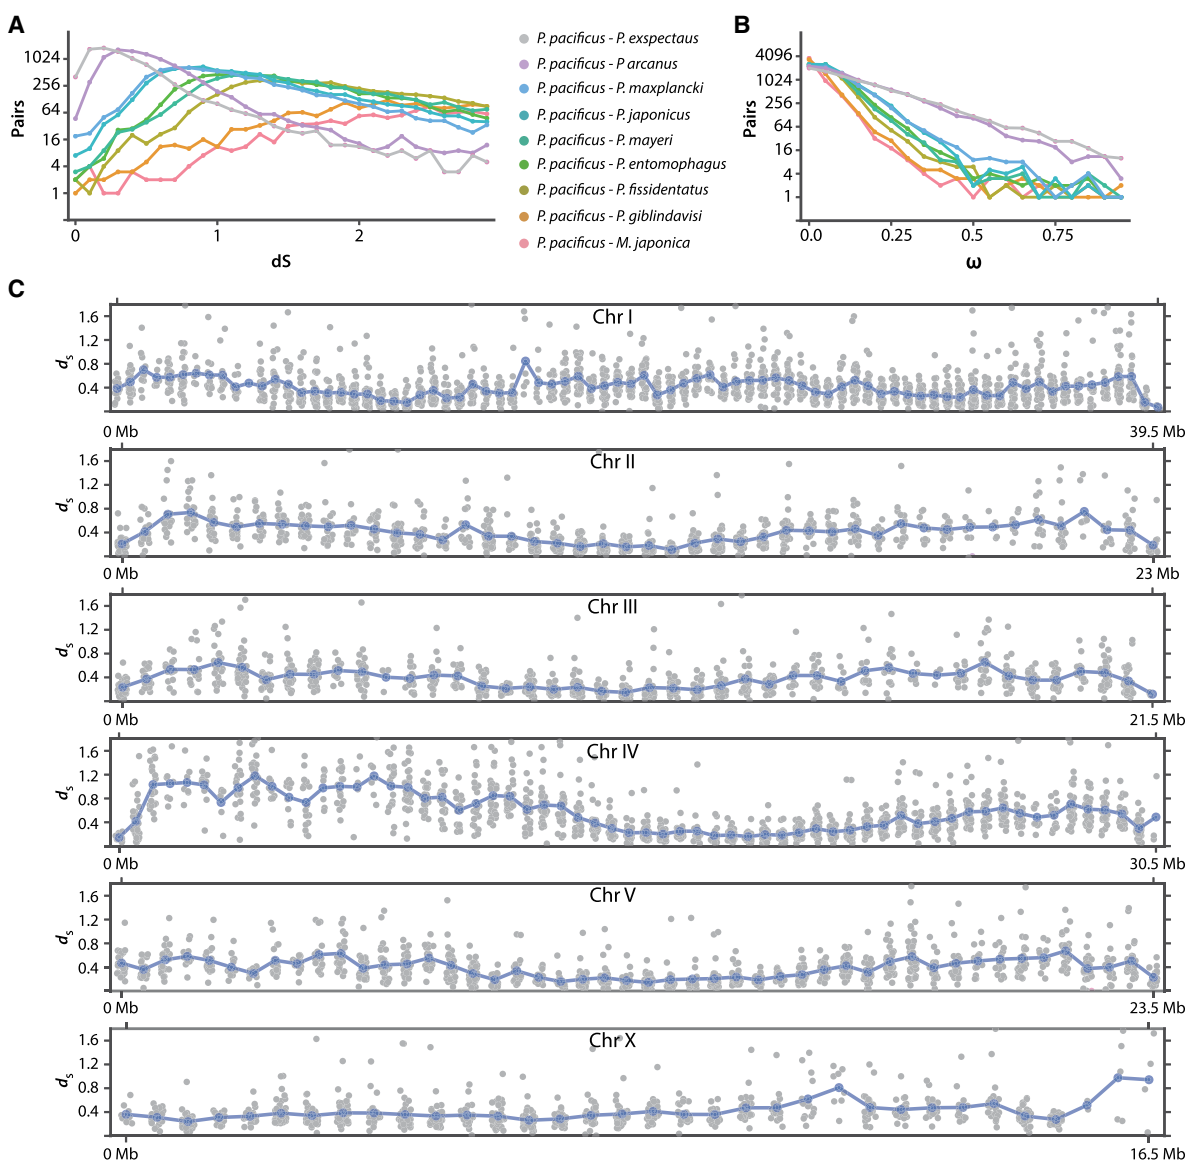 A
1024
256
64
16
4
1
Pairs
0
1
2
dS
P. pacificus - P. exspectaus
P. pacificus - P arcanus
P. pacificus - P. maxplancki
P. pacificus - P. japonicus
P. pacificus - P. mayeri
P. pacificus - P. entomophagus
P. pacificus - P. fissidentatus
P. pacificus - P. giblindavisi
P. pacificus - M. japonica
B
4096
1024
256
64
16
4
1
Pairs
0.0
0.25
0.5
0.75
ω
C
Chr I
1.6
1.2
0.8
0.4
ds
0 Mb
39.5 Mb
Chr II
1.6
1.2
0.8
0.4
ds
0 Mb
23 Mb
Chr III
1.6
1.2
0.8
0.4
ds
0 Mb
21.5 Mb
Chr IV
1.6
1.2
0.8
0.4
ds
0 Mb
30.5 Mb
Chr V
1.6
1.2
0.8
0.4
ds
0 Mb
23.5 Mb
Chr X
1.6
1.2
0.8
0.4
ds
0 Mb
16.5 Mb